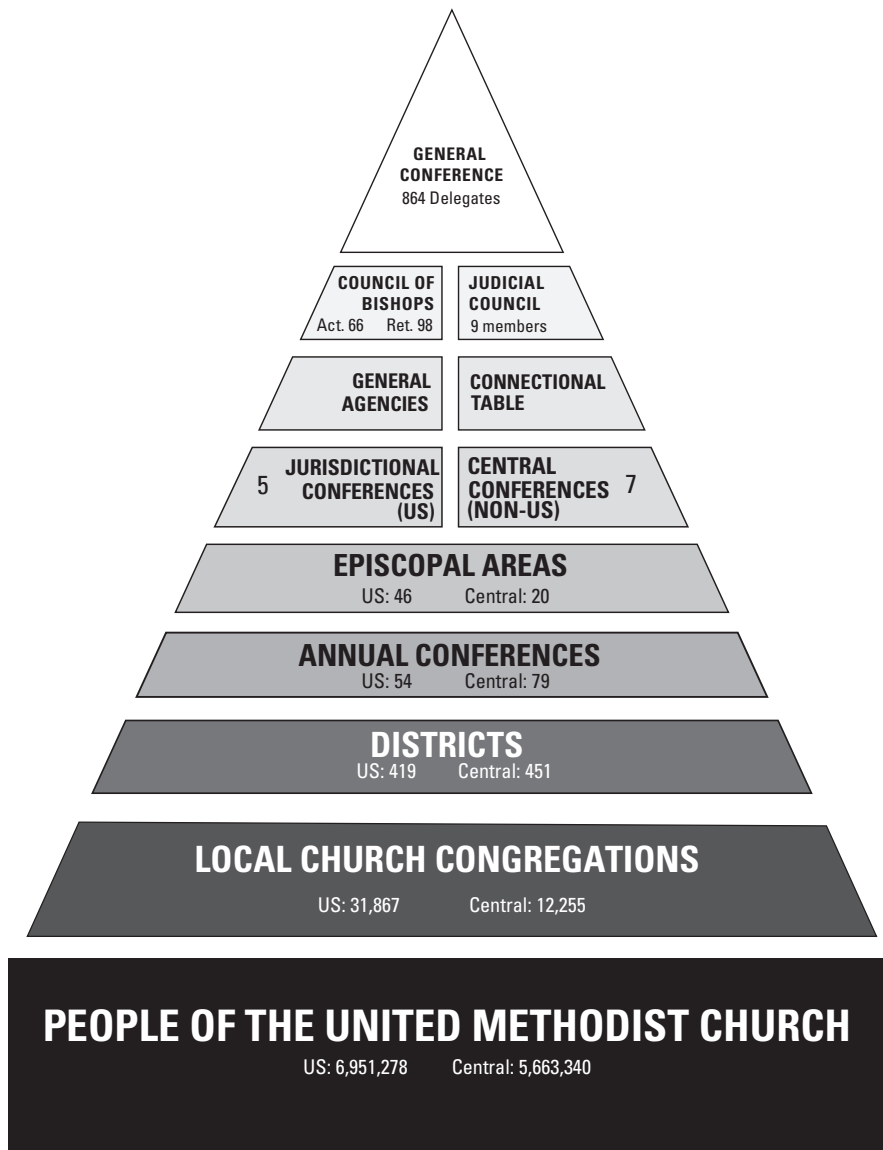 GENERAL
CONFERENCE
864 Delegates
COUNCIL OF
BISHOPS
Act. 66 Ret. 98
JUDICIAL
COUNCIL
9 members
GENERAL
AGENCIES
CONNECTIONAL
TABLE
5 JURISDICTIONAL
CONFERENCES
(US)
CENTRAL
CONFERENCES 7
(NON-US)
EPISCOPAL AREAS
US: 46 Central: 20
ANNUAL CONFERENCES
US: 54 Central: 79
DISTRICTS
US: 419 Central: 451
LOCAL CHURCH CONGREGATIONS
US: 31,867 Central: 12,255
PEOPLE OF THE UNITED METHODIST CHURCH
US: 6,951,278 Central: 5,663,340